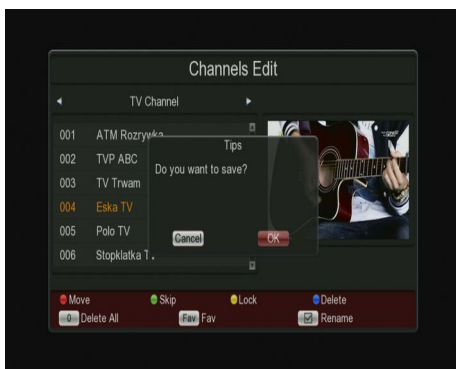 Channels Edit
TV Channel
001 ATM Rozrywka
002 TVP ABC
003 TV Trwam
004 Eska TV
005 Polo TV
006 Stopklatka T
Tips
Do you want to save?
Cancel OK
Move Skip Lock Delete
0 Delete All Fav Fav Rename